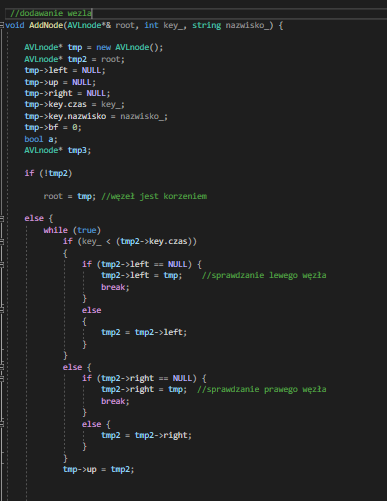 //dodawanie wezla
void AddNode(AVLnode*& root, int key_, string nazwisko_) {
AVLnode* tmp = new AVLnode();
AVLnode* tmp2 = root;
tmp->left = NULL;
tmp->up = NULL;
tmp->right = NULL;
tmp->key.czas = key_;
tmp->key.nazwisko = nazwisko_;
tmp->bf = 0;
bool a;
AVLnode* tmp3;
if (!tmp2)
root = tmp; //węzeł jest korzeniem
else {
while (true)
if (key_ < (tmp2->key.czas))
{
if (tmp2->left == NULL) {
tmp2->left = tmp;    //sprawdzanie lewego węzła
break;
}
else
{
tmp2 = tmp2->left;
}
}
else {
if (tmp2->right == NULL) {
tmp2->right = tmp;  //sprawdzanie prawego węzła
break;
}
else {
tmp2 = tmp2->right;
}
}
tmp->up = tmp2;